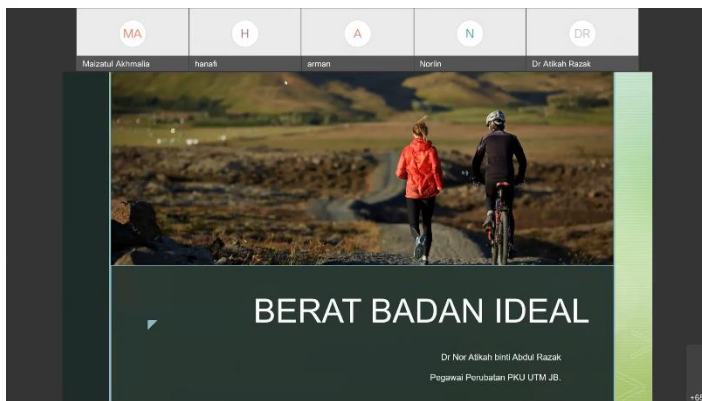 MA
H
A
N
DR
Maizatul Akhmalia
hanafi
arman
Norlin
Dr Atikah Razak
BERAT BADAN IDEAL
Dr Nor Atikah binti Abdul Razak
Pegawai Perubatan PKU UTM JB.
+65